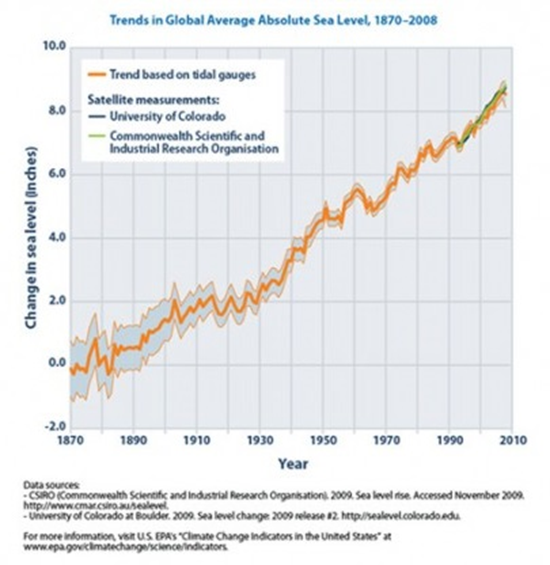 Trends in Global Average Absolute Sea Level, 1870–2008
10.0
8.0
6.0
4.0
2.0
0.0
-2.0
Change in sea level (inches)
Trend based on tidal gauges
Satellite measurements:
University of Colorado
Commonwealth Scientific and
Industrial Research Organisation
1870
1890
1910
1930
1950
1970
1990
2010
Year
Data sources:
- CSIRO (Commonwealth Scientific and Industrial Research Organisation). 2009. Sea level rise. Accessed November 2009.
http://www.cmar.csiro.au/sealevel.
- University of Colorado at Boulder. 2009. Sea level change: 2009 release #2. http://sealevel.colorado.edu.
For more information, visit U.S. EPA's "Climate Change Indicators in the United States" at
www.epa.gov/climatechange/science/indicators.